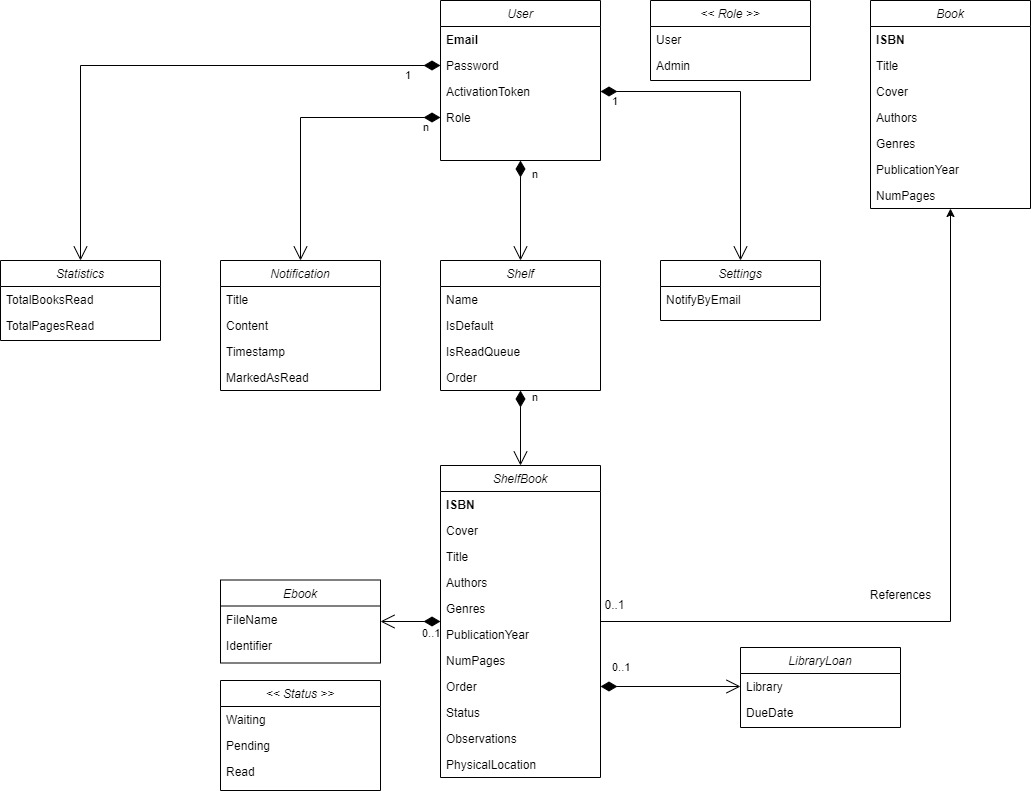 User
Email
Password
ActivationToken
Role
<< Role >>
User
Admin
Book
ISBN
Title
Cover
Authors
Genres
PublicationYear
NumPages
1
n
n
1
Statistics
TotalBooksRead
TotalPagesRead
Notification
Title
Content
Timestamp
MarkedAsRead
Shelf
Name
IsDefault
IsReadQueue
Order
Settings
NotifyByEmail
n
ShelfBook
ISBN
Cover
Title
Authors
Genres
PublicationYear
NumPages
Order
Status
Observations
PhysicalLocation
Ebook
FileName
Identifier
0..1
<< Status >>
Waiting
Pending
Read
0..1
References
0..1
LibraryLoan
Library
DueDate